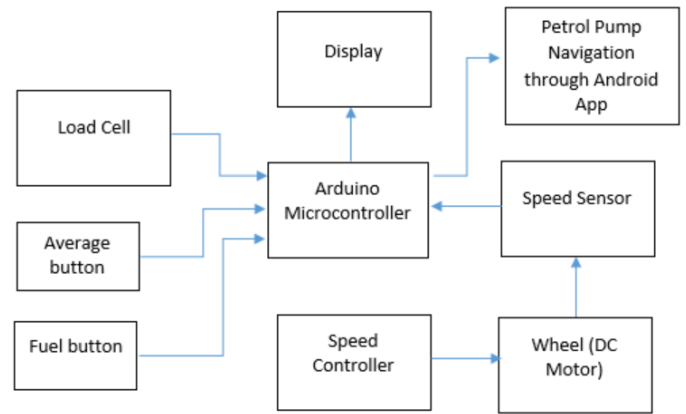 Display
Petrol Pump
Navigation
through Android
App
Load Cell
Arduino
Microcontroller
Speed Sensor
Average
button
Fuel button
Speed
Controller
Wheel (DC
Motor)